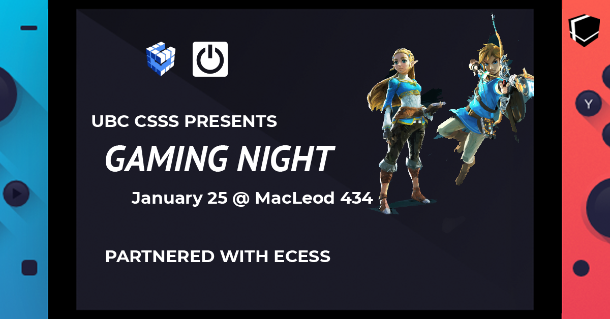 UBC CSSS PRESENTS
GAMING NIGHT
January 25 @ MacLeod 434
PARTNERED WITH ECESS
Y